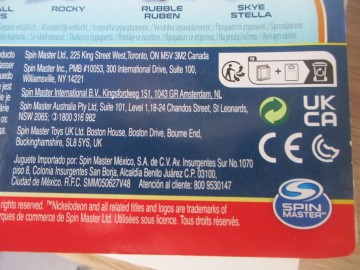 ALL ROCKY RUBBLE RUBEN SKYE STELLA
Spin Master Ltd., 225 King Street West, Toronto, ON M5V 3M2 Canada
Spin Master Inc., PMB #10053, 300 International Drive, Suite 100,
Williamsville, NY 14221
Spin Master International B.V., Kingsfordweg 151, 1043 GR Amsterdam, NL
Spin Master Australia Pty Ltd, Suite 101, Level 1, 18-24 Chandos Street, St Leonards,
NSW 2065; 1800 316 982
Spin Master Toys UK Ltd, Boston House, Boston Drive, Bourne End,
Buckinghamshire, SL8 5YS, UK
Juguete Importado por: Spin Master México, S.A. de C.V. Av. Insurgentes Sur No. 1070
piso 8, Colonia Insurgentes San Borja, Alcaldía Benito Juárez C.P. 03100,
Ciudad de México. R.F.C. SMM050627V48 Atención al cliente: 800 9530147
™Nickelodeon and all related titles and logos are trademarks of
arques de commerce de Spin Master Ltd. Utilisées sous licence. Tous droits réservés.
UK
CA
CE
SPIN
MASTER™